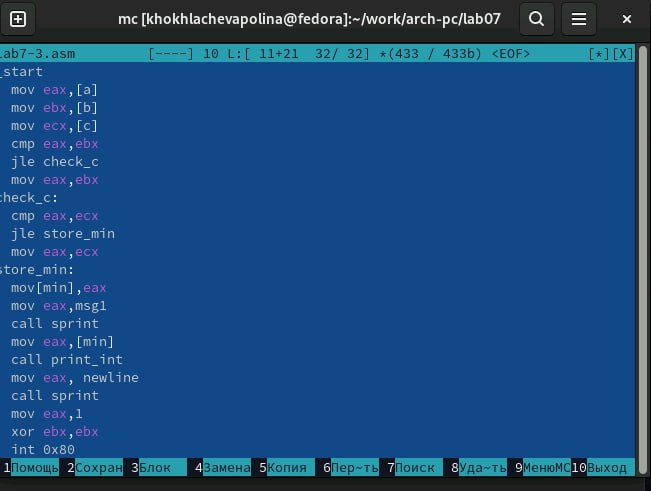 mc [khokhlachevapolina@fedora]:~/work/arch-pc/lab07
lab7-3.asm [----] 10 L:[ 11+21 32/ 32] *(433 / 433b) <EOF> [*][X]
_start
mov eax,[a]
mov ebx,[b]
mov ecx,[c]
cmp eax,ebx
jle check_c
mov eax,ebx
check_c:
cmp eax,ecx
jle store_min
mov eax,ecx
store_min:
mov[min],eax
mov eax,msg1
call sprint
mov eax,[min]
call print_int
mov eax, newline
call sprint
mov eax,1
xor ebx,ebx
int 0x80
1Помощь 2Сохран 3Блок 4Замена 5Копия 6Пер~ть 7Поиск 8Уда~ть 9МенюMC 10Выход